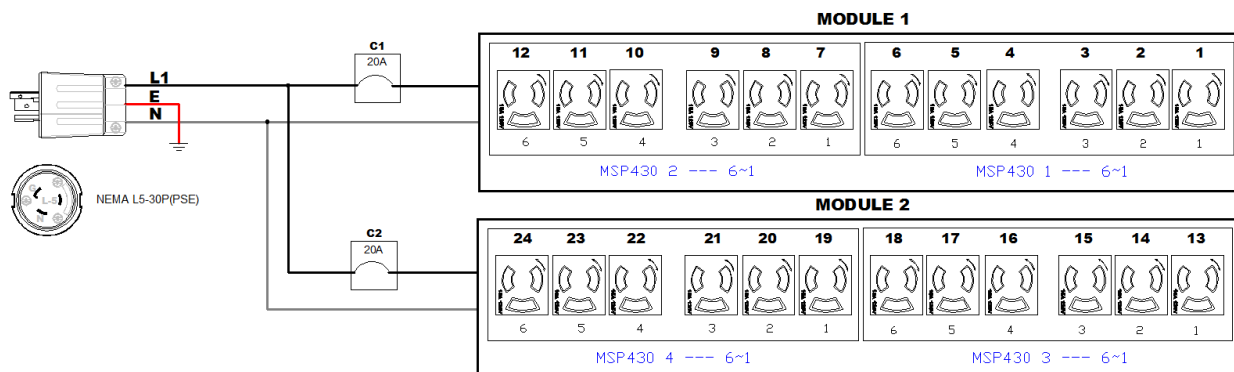 MODULE 1
C1
20A
12 11 10 9 8 7 6 5 4 3 2 1
L1
E
N
6 5 4 3 2 1 6 5 4 3 2 1
MSP430 2 --- 6~1 MSP430 1 --- 6~1
G
L-5
N
NEMA L5-30P(PSE)
MODULE 2
C2
20A
24 23 22 21 20 19 18 17 16 15 14 13
6 5 4 3 2 1 6 5 4 3 2 1
MSP430 4 --- 6~1 MSP430 3 --- 6~1